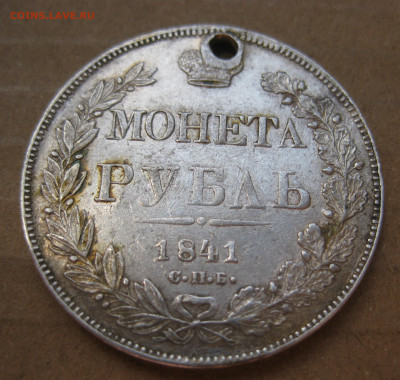 COINS.LAVE.RU
МОНЕТА
РУБЛЬ
1841
С.П.Б.